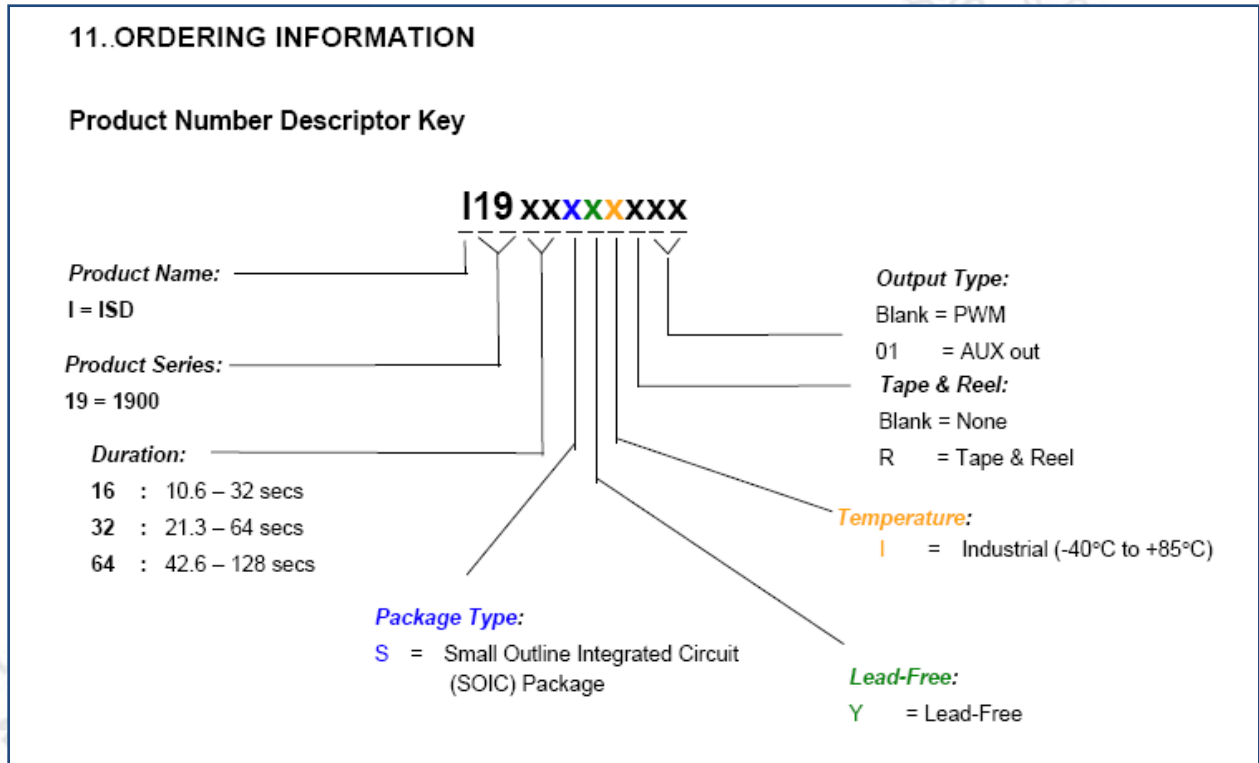 11..ORDERING INFORMATION
Product Number Descriptor Key
I19 xxxxxxxx
Product Name:
I = ISD
Product Series:
19 = 1900
Duration:
16 : 10.6 – 32 secs
32 : 21.3 – 64 secs
64 : 42.6 – 128 secs
Package Type:
S = Small Outline Integrated Circuit
(SOIC) Package
Output Type:
Blank = PWM
01 = AUX out
Tape & Reel:
Blank = None
R = Tape & Reel
Temperature:
I = Industrial (-40°C to +85°C)
Lead-Free:
Y = Lead-Free